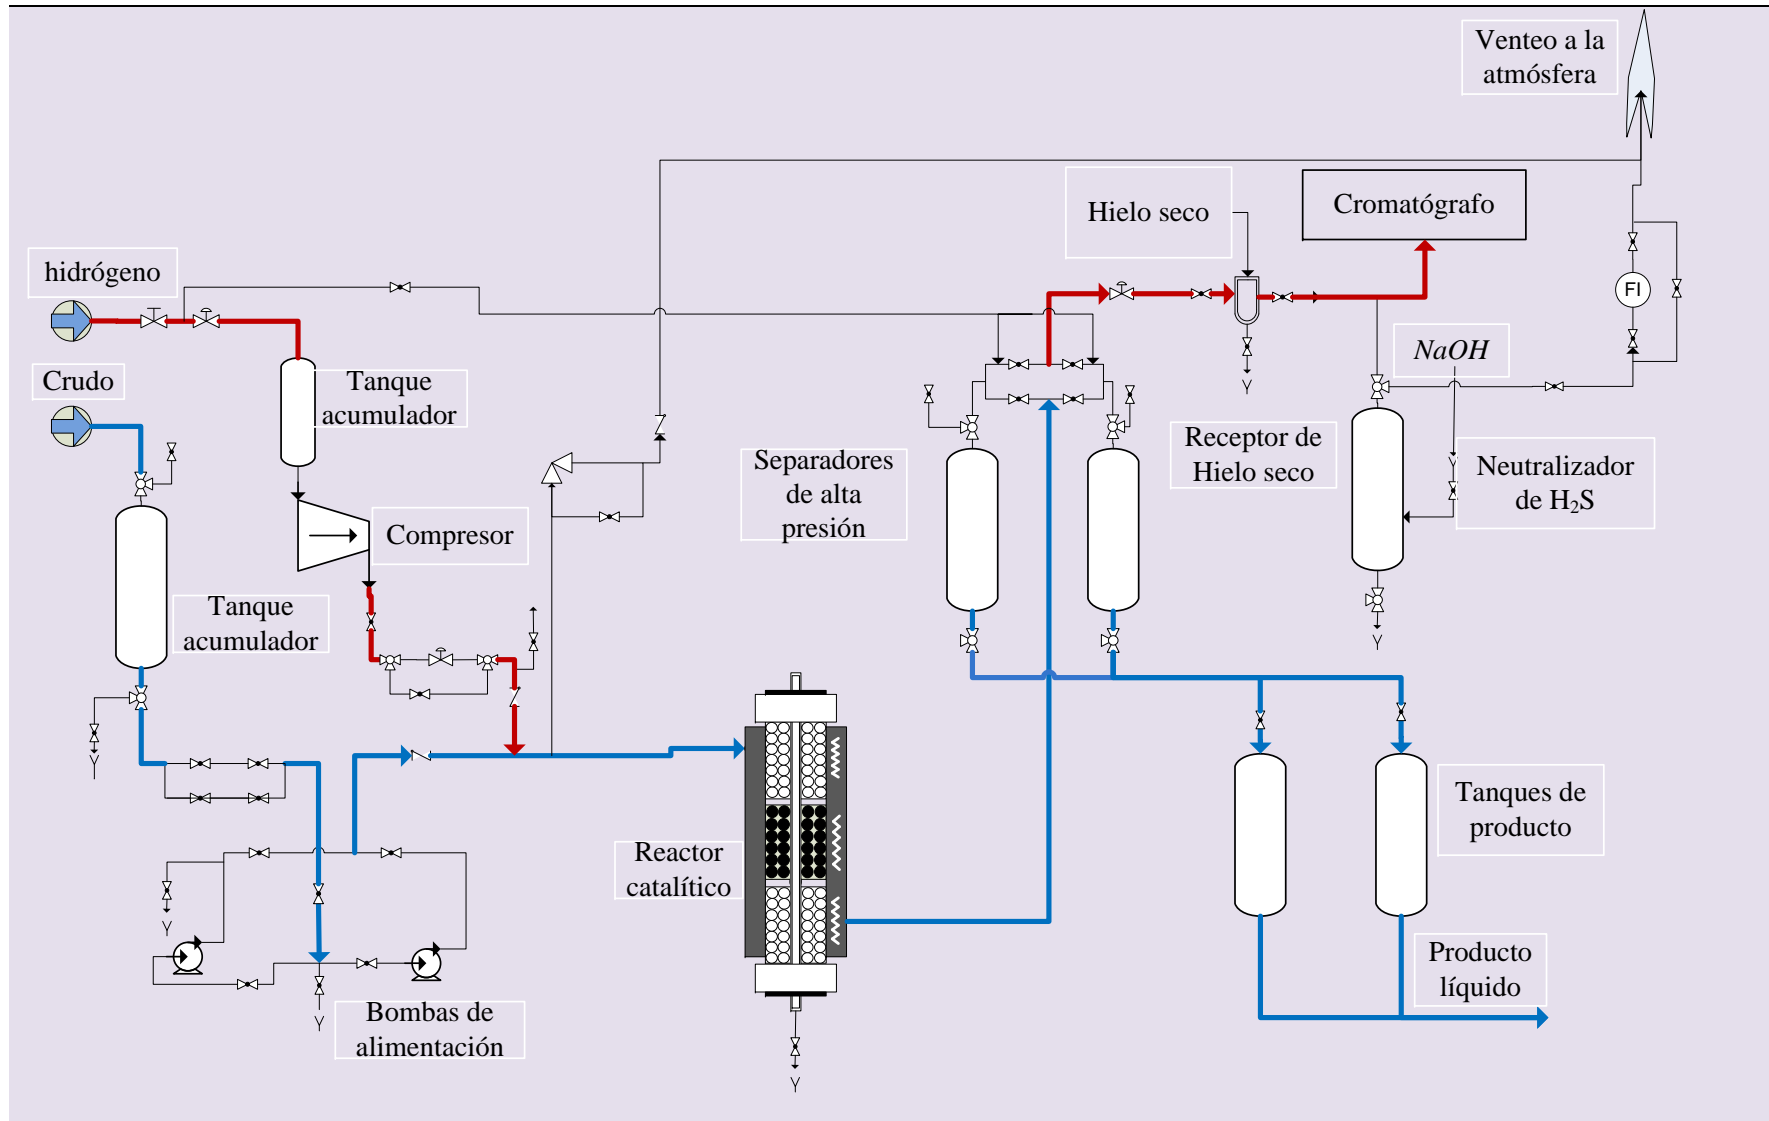 Venteo a la
atmósfera
Hielo seco
Cromatógrafo
hidrógeno
FI
NaOH
Crudo
Tanque
acumulador
Separadores
de alta
presión
Receptor de
Hielo seco
Neutralizador
de H₂S
Compresor
Tanque
acumulador
Tanques de
producto
Reactor
catalítico
Producto
líquido
Bombas de
alimentación